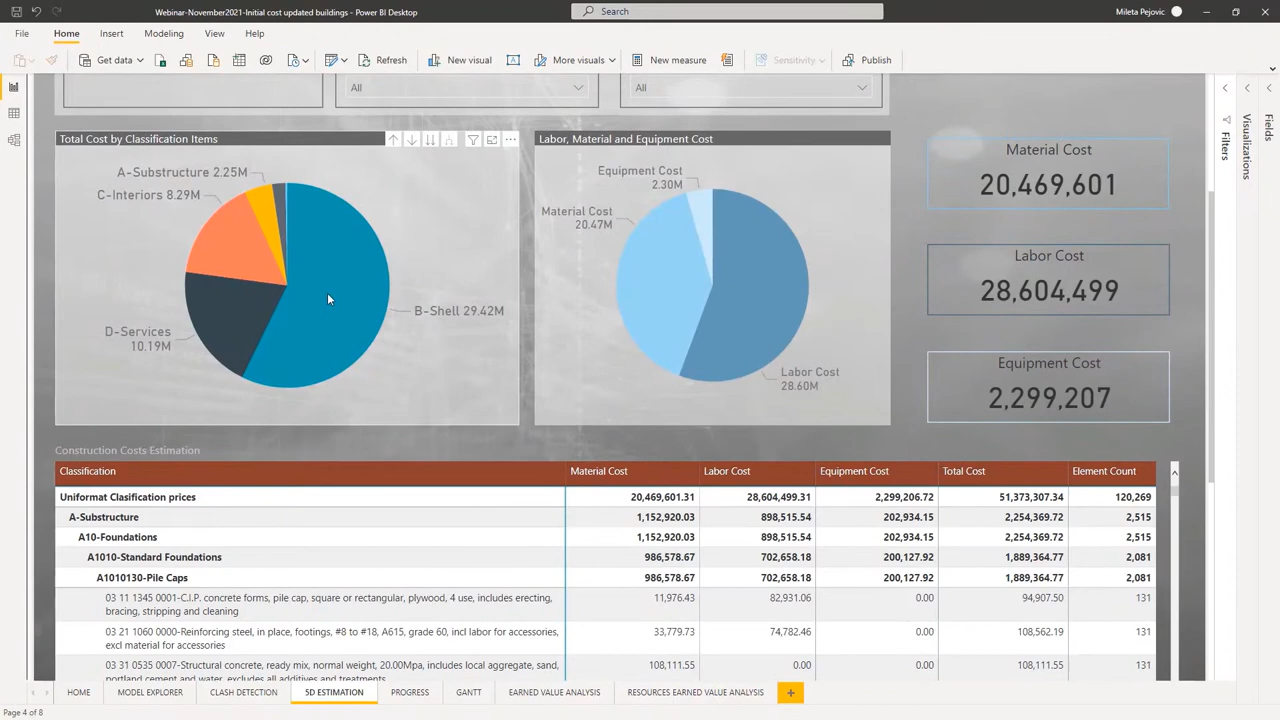 Webinar-November2021-Initial cost updated buildings - Power BI Desktop
Search
Mileta Pejovic
File
Home
Insert
Modeling
View
Help
Get data
Refresh
New visual
More visuals
New measure
Sensitivity
Publish
All
All
Total Cost by Classification Items
Labor, Material and Equipment Cost
A-Substructure 2.25M
C-Interiors 8.29M
D-Services
10.19M
B-Shell 29.42M
Equipment Cost
2.30M
Material Cost
20.47M
Labor Cost
28.60M
Material Cost
20,469,601
Labor Cost
28,604,499
Equipment Cost
2,299,207
Filters
Visualizations
Fields
Construction Costs Estimation
Classification Material Cost Labor Cost Equipment Cost Total Cost Element Count
Uniformat Clasification prices 20,469,601.31 28,604,499.31 2,299,206.72 51,373,307.34 120,269
A-Substructure 1,152,920.03 898,515.54 202,934.15 2,254,369.72 2,515
A10-Foundations 1,152,920.03 898,515.54 202,934.15 2,254,369.72 2,515
A1010-Standard Foundations 986,578.67 702,658.18 200,127.92 1,889,364.77 2,081
A1010130-Pile Caps 986,578.67 702,658.18 200,127.92 1,889,364.77 2,081
03 11 1345 0001-C.I.P. concrete forms, pile cap, square or rectangular, plywood, 4 use, includes erecting, 11,976.43 82,931.06 0.00 94,907.50 131
bracing, stripping and cleaning
03 21 1060 0000-Reinforcing steel, in place, footings, #8 to #18, A615, grade 60, incl labor for accessories, 33,779.73 74,782.46 0.00 108,562.19 131
excl material for accessories
03 31 0535 0007-Structural concrete, ready mix, normal weight, 20.00Mpa, includes local aggregate, sand, 108,111.55 0.00 0.00 108,111.55 131
portland cement and water, excludes all additives and treatments
HOME
MODEL EXPLORER
CLASH DETECTION
5D ESTIMATION
PROGRESS
GANTT
EARNED VALUE ANALYSIS
RESOURCES EARNED VALUE ANALYSIS
Page 4 of 8